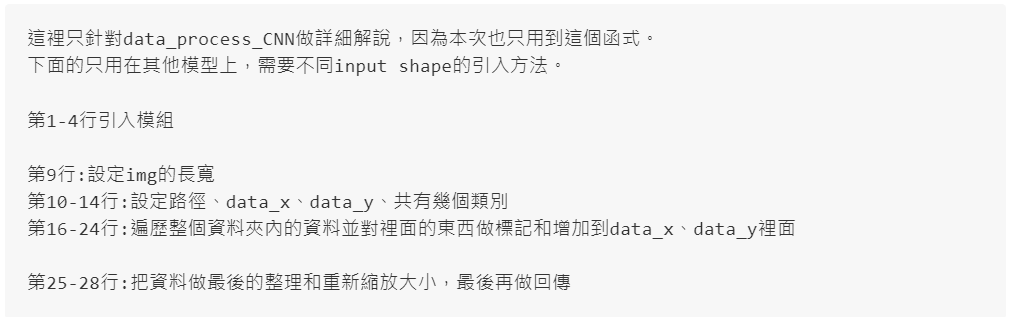 這裡只針對data_process_CNN做詳細解說，因為本次也只用到這個函式。
下面的只用在其他模型上，需要不同input shape的引入方法。
第1-4行引入模組
第9行:設定img的長寬
第10-14行:設定路徑、data_x、data_y、共有幾個類別
第16-24行:遍歷整個資料夾內的資料並對裡面的東西做標記和增加到data_x、data_y裡面
第25-28行:把資料做最後的整理和重新縮放大小，最後再做回傳